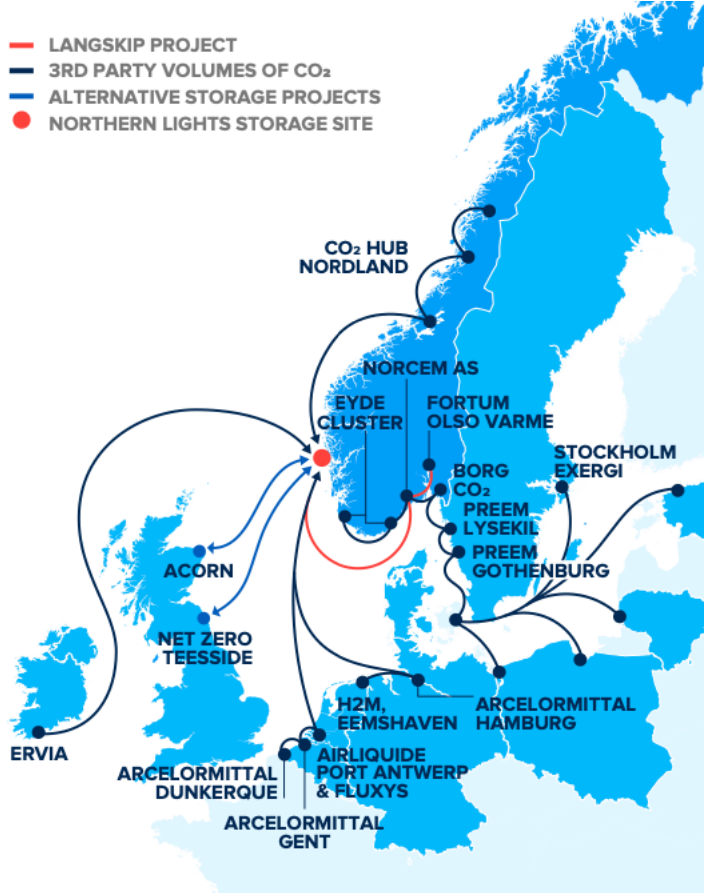 LANGSKIP PROJECT
3RD PARTY VOLUMES OF CO₂
ALTERNATIVE STORAGE PROJECTS
NORTHERN LIGHTS STORAGE SITE
CO₂ HUB
NORDLAND
NORCEM AS
EYDE
CLUSTER
FORTUM
OLSO VARME
BORG
CO₂
STOCKHOLM
EXERGI
PREEM
LYSEKIL
PREEM
GOTHENBURG
ACORN
NET ZERO
TEESSIDE
ERVIA
H2M,
EEMSHAVEN
ARCELORMITTAL
HAMBURG
AIRLIQUIDE
PORT ANTWERP
& FLUXYS
ARCELORMITTAL
DUNKERQUE
ARCELORMITTAL
GENT